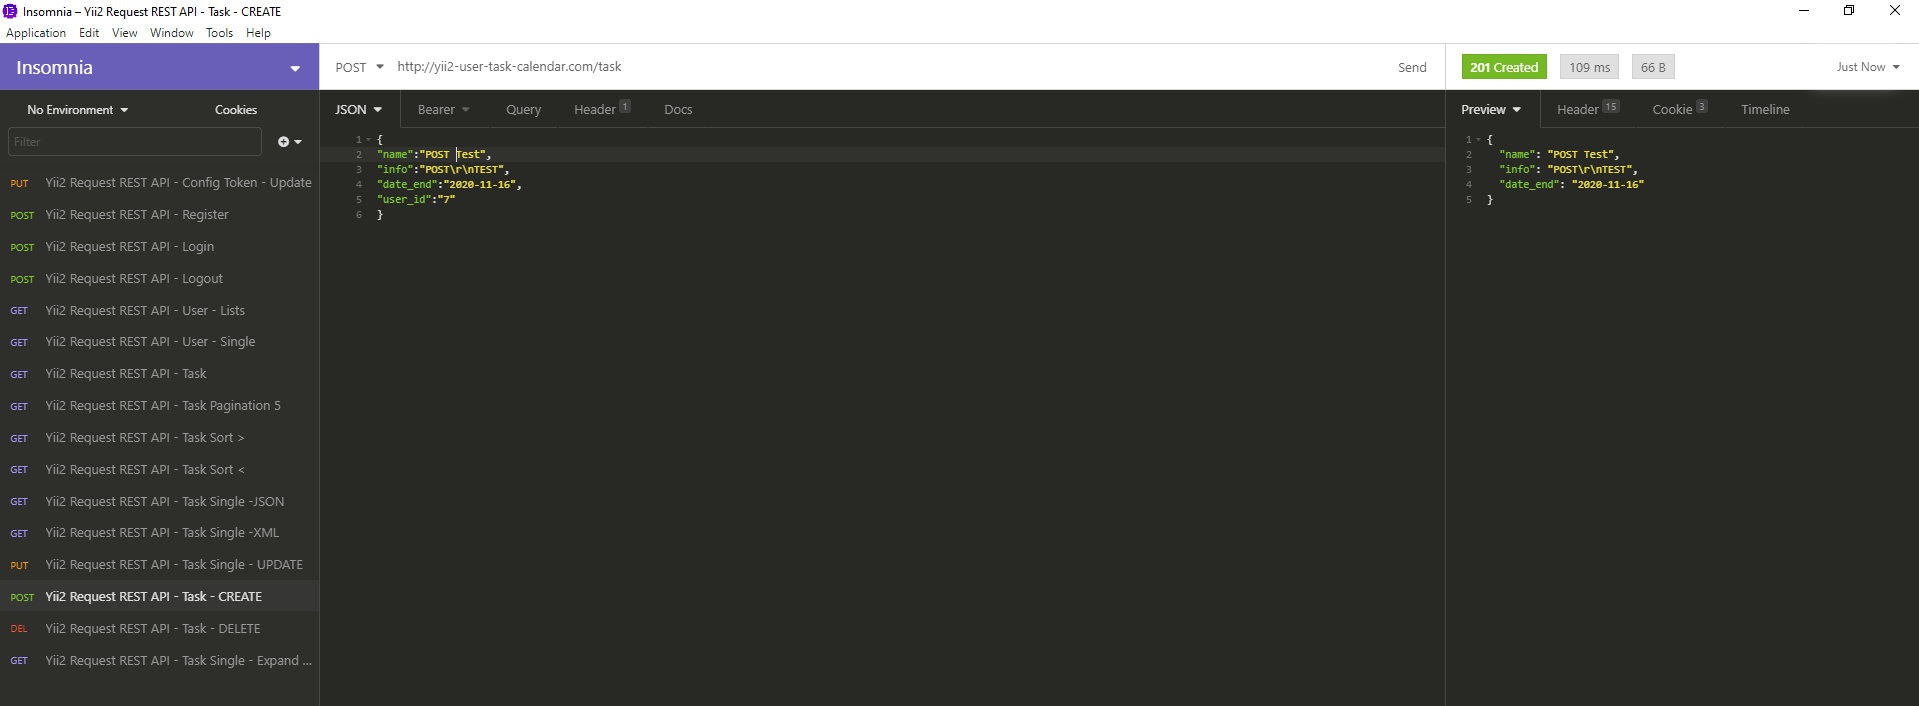 Insomnia – Yii2 Request REST API - Task - CREATE
Application Edit View Window Tools Help
Insomnia
POST http://yii2-user-task-calendar.com/task Send
201 Created 109 ms 66 B Just Now
No Environment Cookies
Filter
PUT Yii2 Request REST API - Config Token - Update
POST Yii2 Request REST API - Register
POST Yii2 Request REST API - Login
POST Yii2 Request REST API - Logout
GET Yii2 Request REST API - User - Lists
GET Yii2 Request REST API - User - Single
GET Yii2 Request REST API - Task
GET Yii2 Request REST API - Task Pagination 5
GET Yii2 Request REST API - Task Sort >
GET Yii2 Request REST API - Task Sort <
GET Yii2 Request REST API - Task Single -JSON
GET Yii2 Request REST API - Task Single -XML
PUT Yii2 Request REST API - Task Single - UPDATE
POST Yii2 Request REST API - Task - CREATE
DEL Yii2 Request REST API - Task - DELETE
GET Yii2 Request REST API - Task Single - Expand ...
JSON Bearer Query Header 1 Docs
1 {
2 "name":"POST Test",
3 "info":"POST\r\nTEST",
4 "date_end":"2020-11-16",
5 "user_id":"7"
6 }
Preview Header 15 Cookie 3 Timeline
1 {
2 "name": "POST Test",
3 "info": "POST\r\nTEST",
4 "date_end": "2020-11-16"
5 }